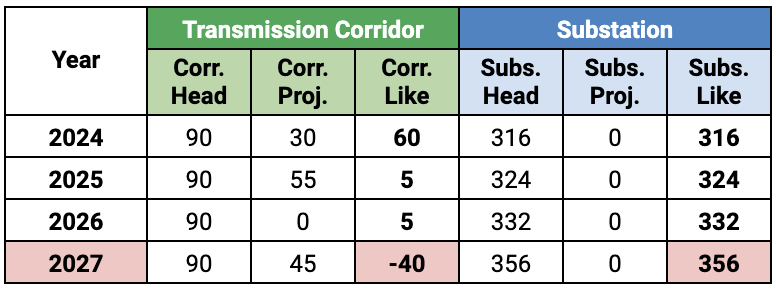 Year Transmission Corridor Substation
Corr. Head Corr. Proj. Corr. Like Subs. Head Subs. Proj. Subs. Like
2024 90 30 60 316 0 316
2025 90 55 5 324 0 324
2026 90 0 5 332 0 332
2027 90 45 -40 356 0 356